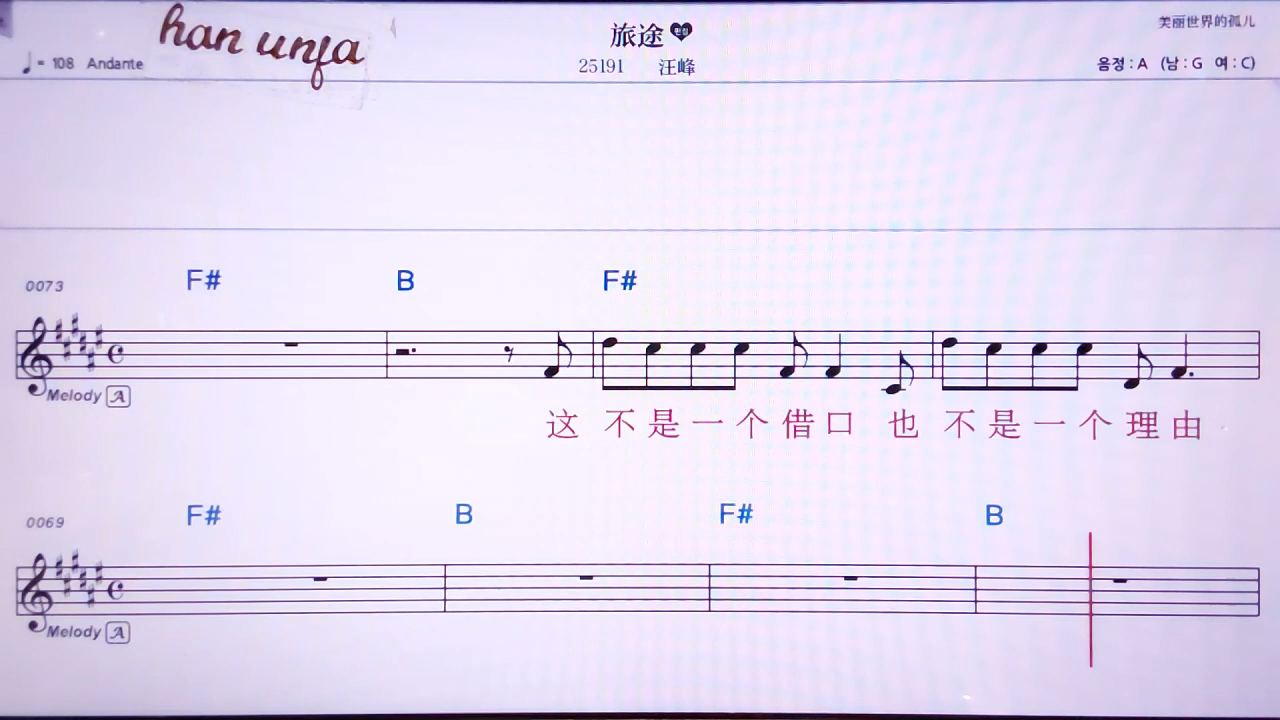 han unja
旅途
美丽世界的孤儿
= 108 Andante
25191 汪峰
음정 : A (남 : G 여 : C)
F# B F#
0073
Melody A
这 不 是 一 个 借 口 也 不 是 一 个 理 由
F# B F# B
0069
Melody A